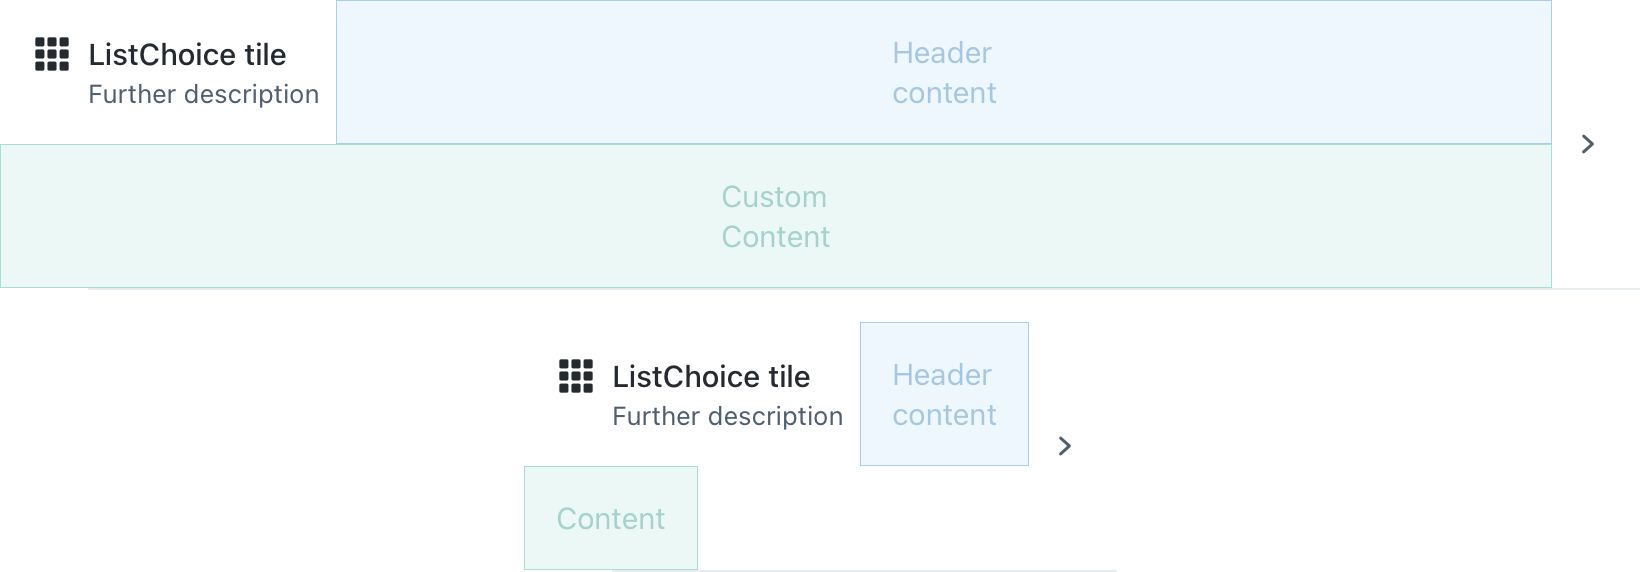 ListChoice tile
Further description
Header
content
Custom
Content
ListChoice tile
Further description
Header
content
Content